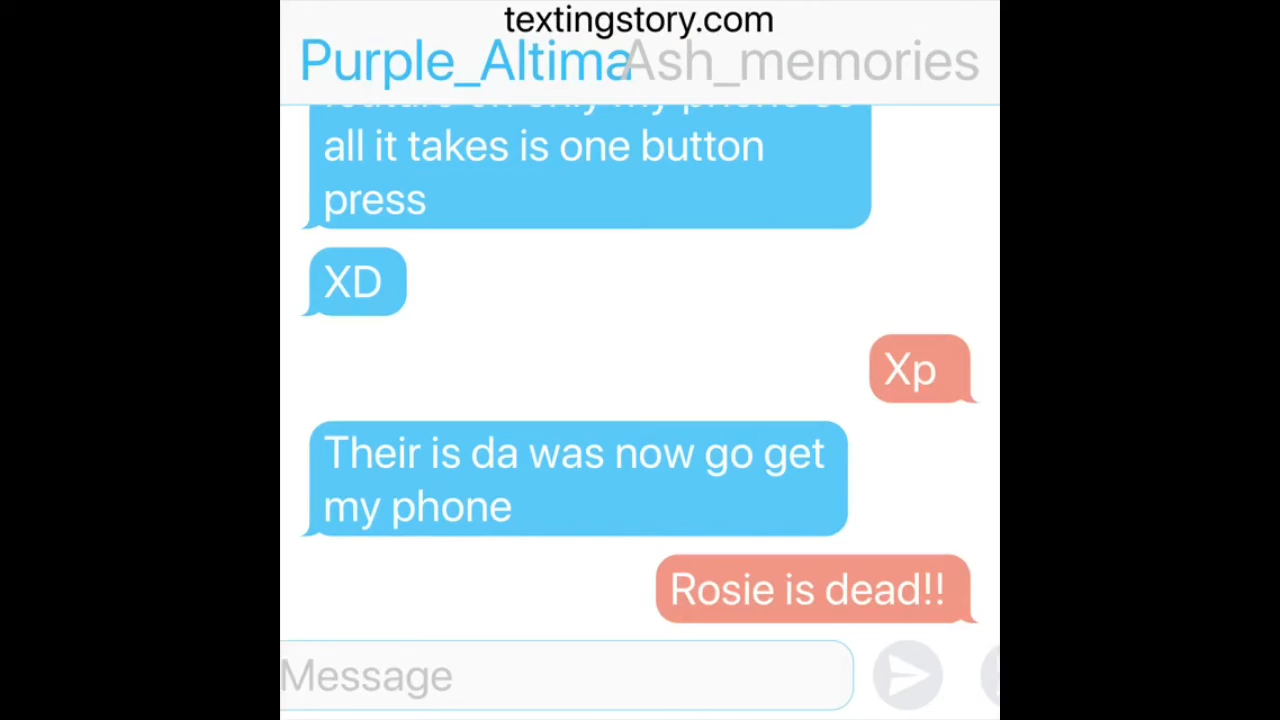 textingstory.com
Purple_Altima Ash_memories
all it takes is one button
press
XD
Xp
Their is da was now go get
my phone
Rosie is dead!!
Message